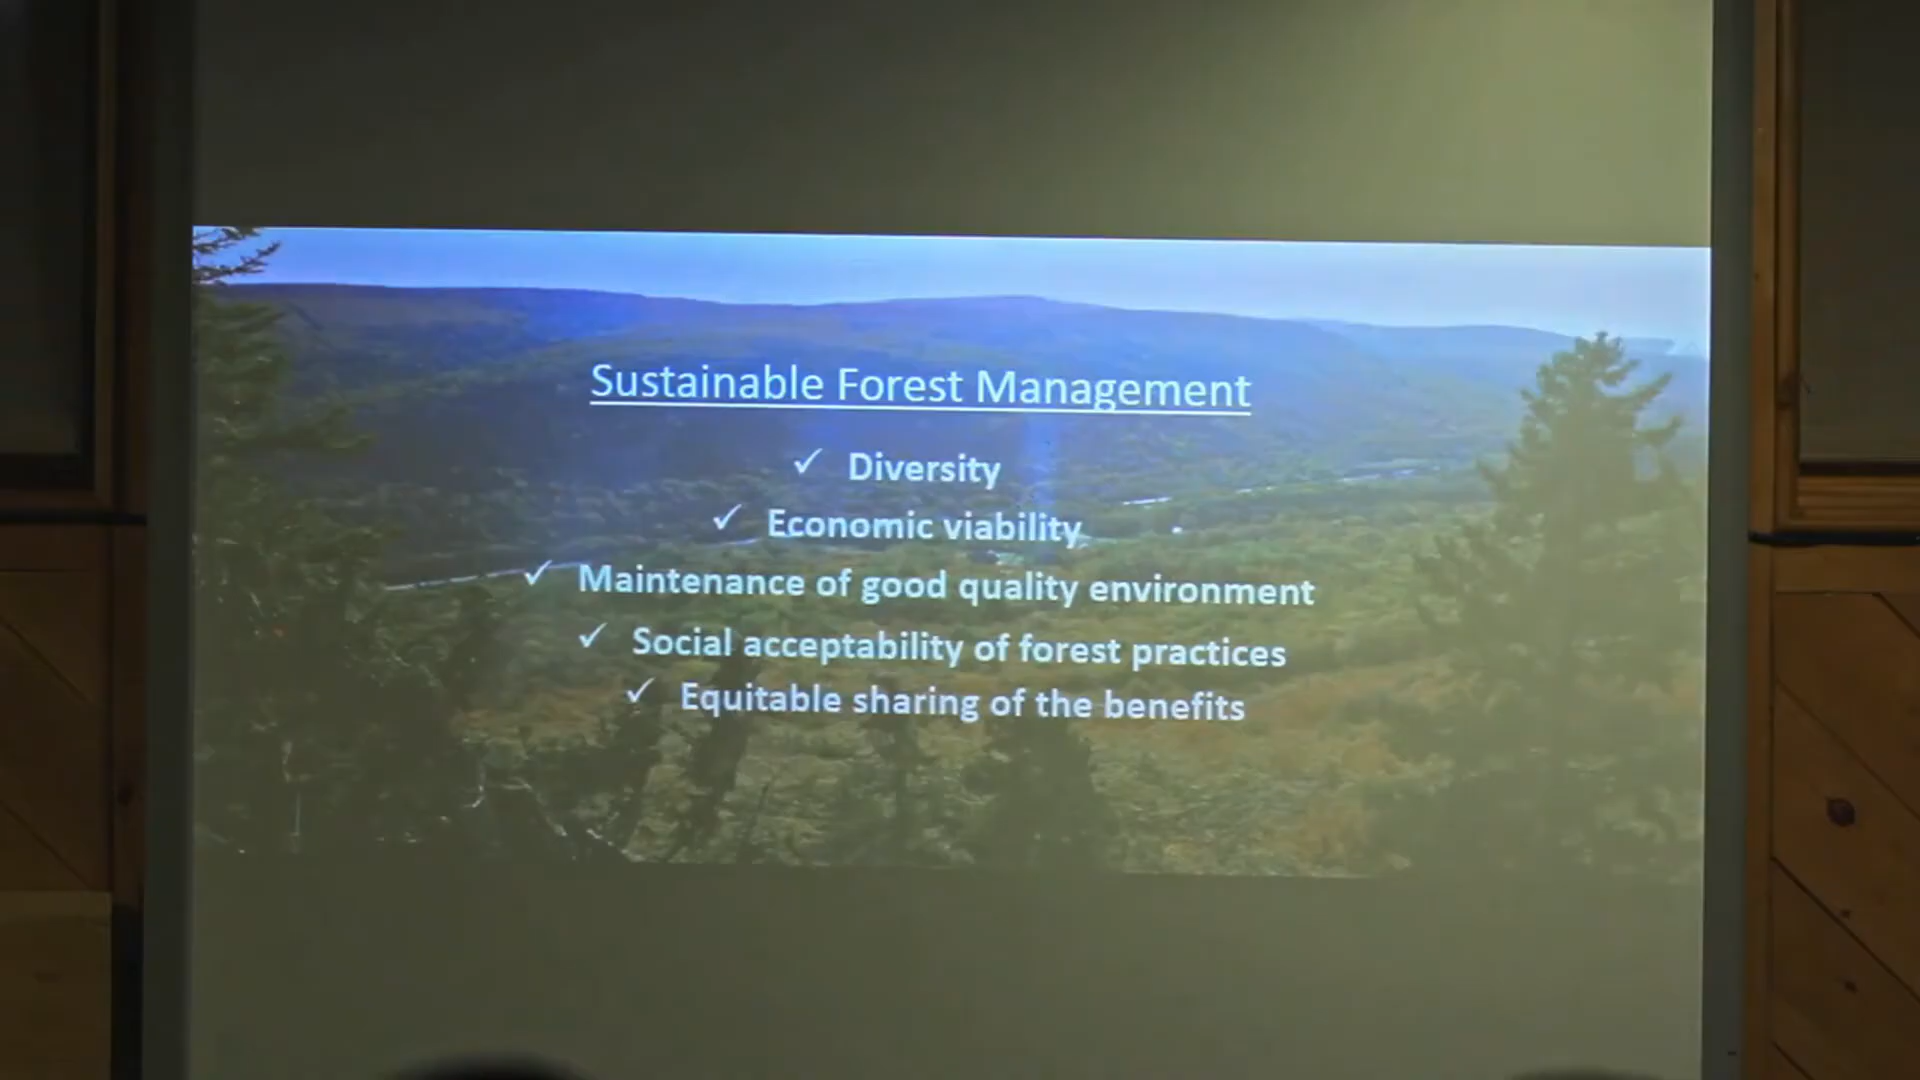 Sustainable Forest Management
✓ Diversity
✓ Economic viability
✓ Maintenance of good quality environment
✓ Social acceptability of forest practices
✓ Equitable sharing of the benefits